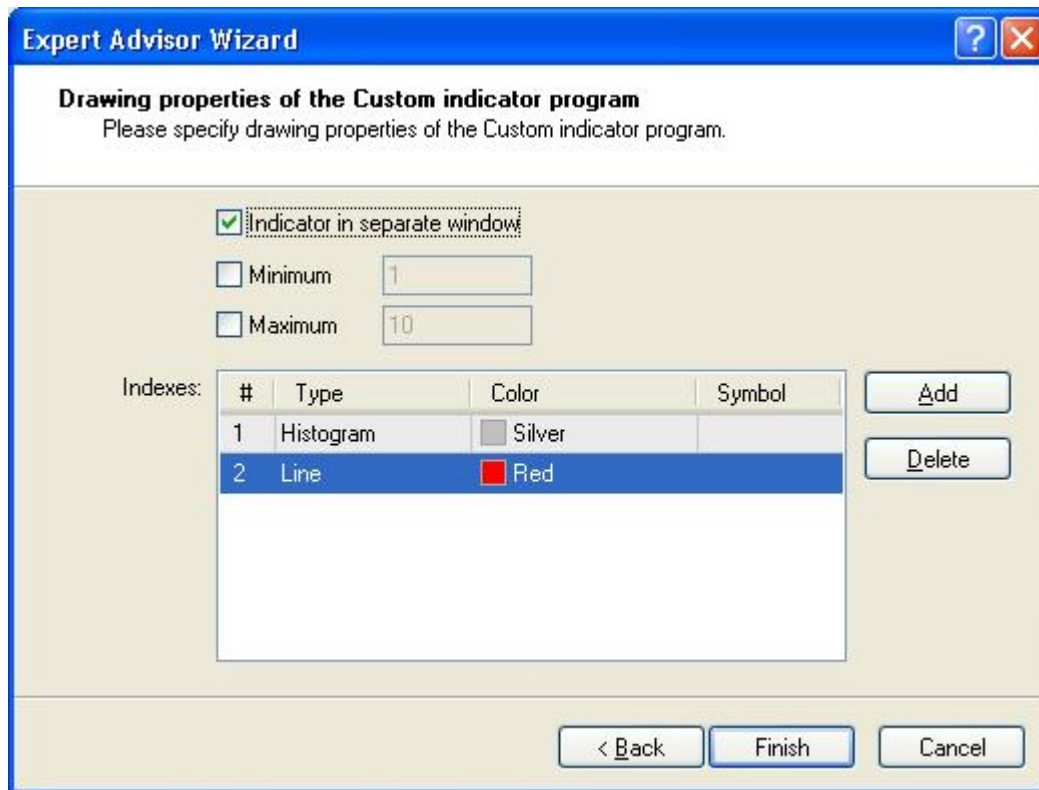 Expert Advisor Wizard
Drawing properties of the Custom indicator program
Please specify drawing properties of the Custom indicator program.
Indicator in separate window
Minimum 1
Maximum 10
Indexes: # Type Color Symbol Add
1 Histogram Silver
2 Line Red Delete
< Back Finish Cancel